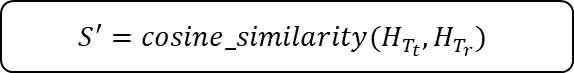 S′ = cosine_similarity(H_{T_t}, H_{T_r})